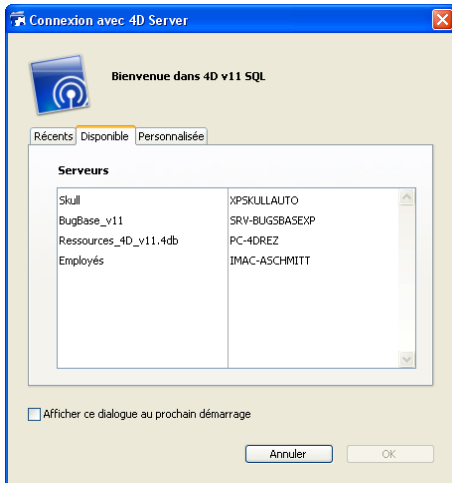 Connexion avec 4D Server
Bienvenue dans 4D v11 SQL
Récents Disponible Personnalisée
Serveurs
Skull XPSKULLAUTO
BugBase_v11 SRV-BUGSBASEXP
Ressources_4D_v11.4db PC-4DREZ
Employés IMAC-ASCHMITT
Afficher ce dialogue au prochain démarrage
Annuler OK